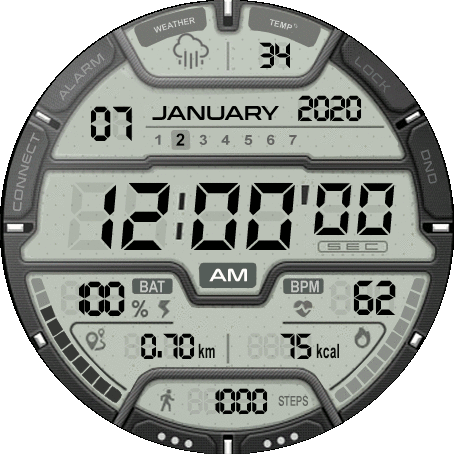 WEATHER TEMP°C
34
ALARM
LOCK
07 JANUARY 2020
1 2 3 4 5 6 7
CONNECT
DND
12:00'00
SEC
AM
100 BAT % BPM 62
0.70 km 75 kcal
1000 STEPS